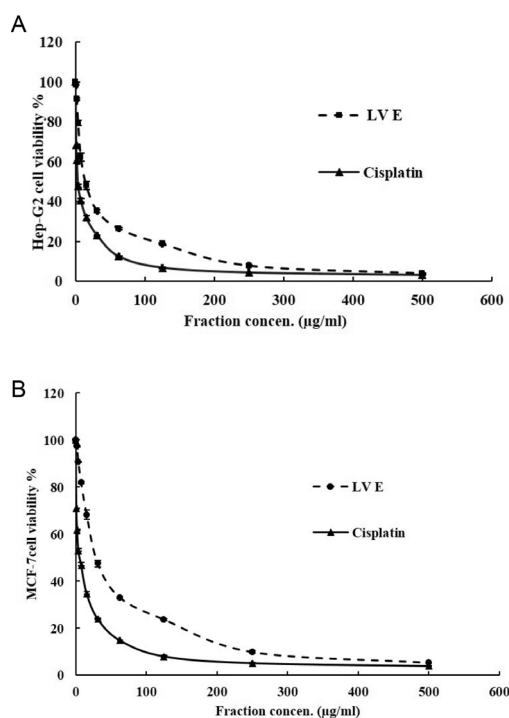 A
120
100
80
60
40
20
0
Hep-G2 cell viability %
LV E
Cisplatin
0 100 200 300 400 500 600
Fraction concen. (µg/ml)
B
120
100
80
60
40
20
0
MCF-7cell viability %
LV E
Cisplatin
0 100 200 300 400 500 600
Fraction concen. (µg/ml)